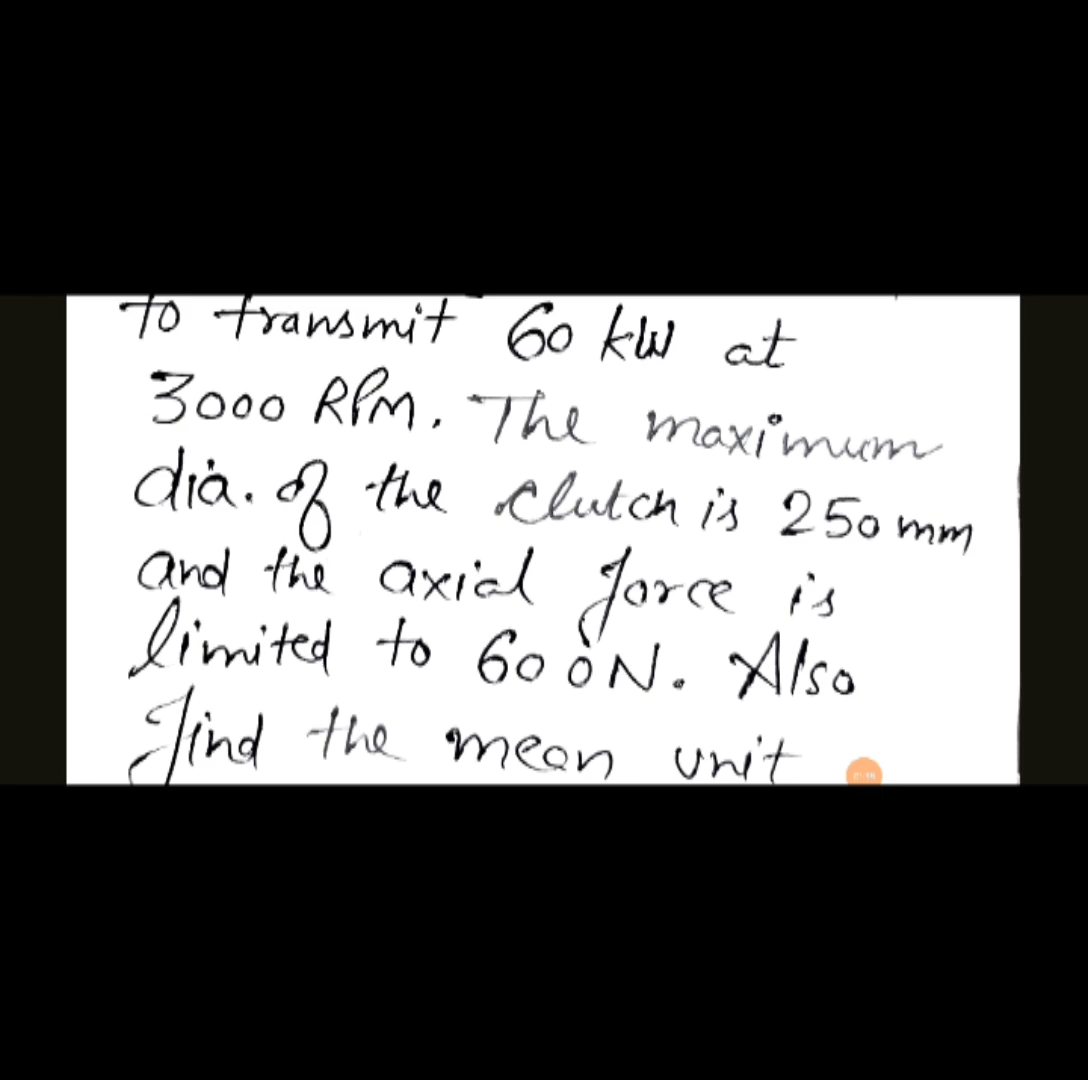 to transmit 60 kW at
3000 RPM. The maximum
dia. of the clutch is 250 mm
and the axial force is
limited to 600N. Also
find the mean unit